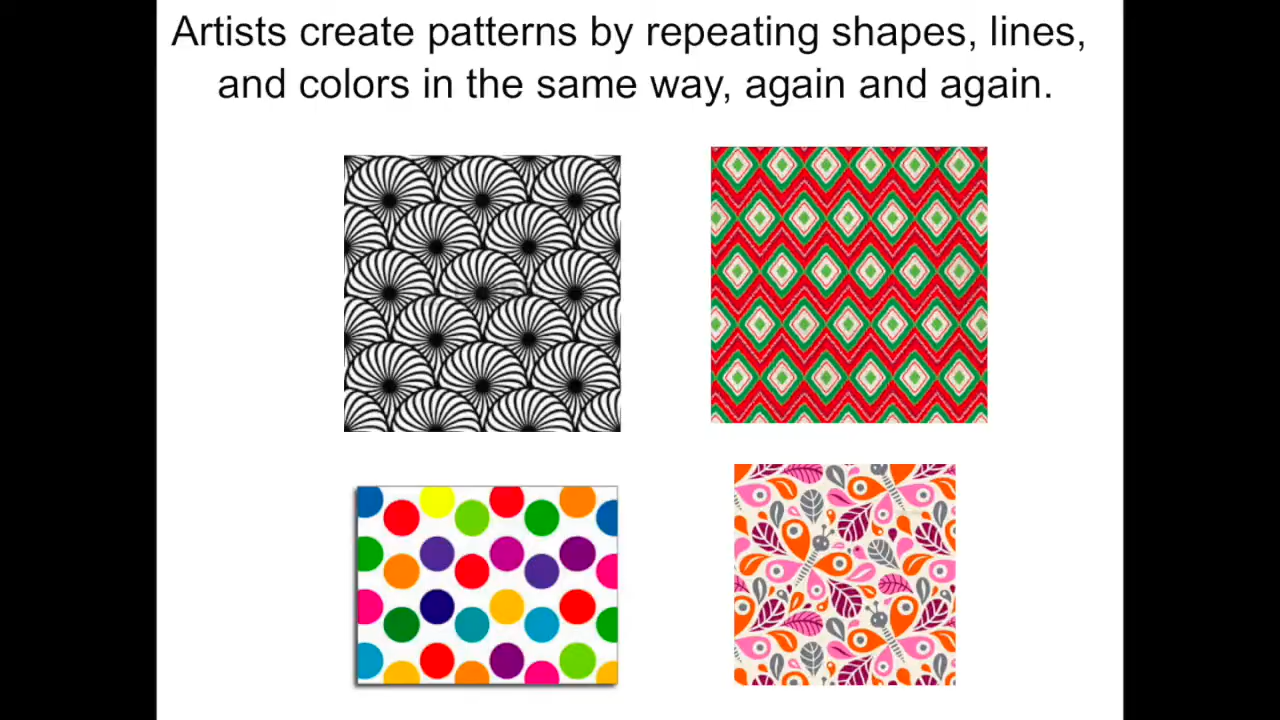 Artists create patterns by repeating shapes, lines,
and colors in the same way, again and again.